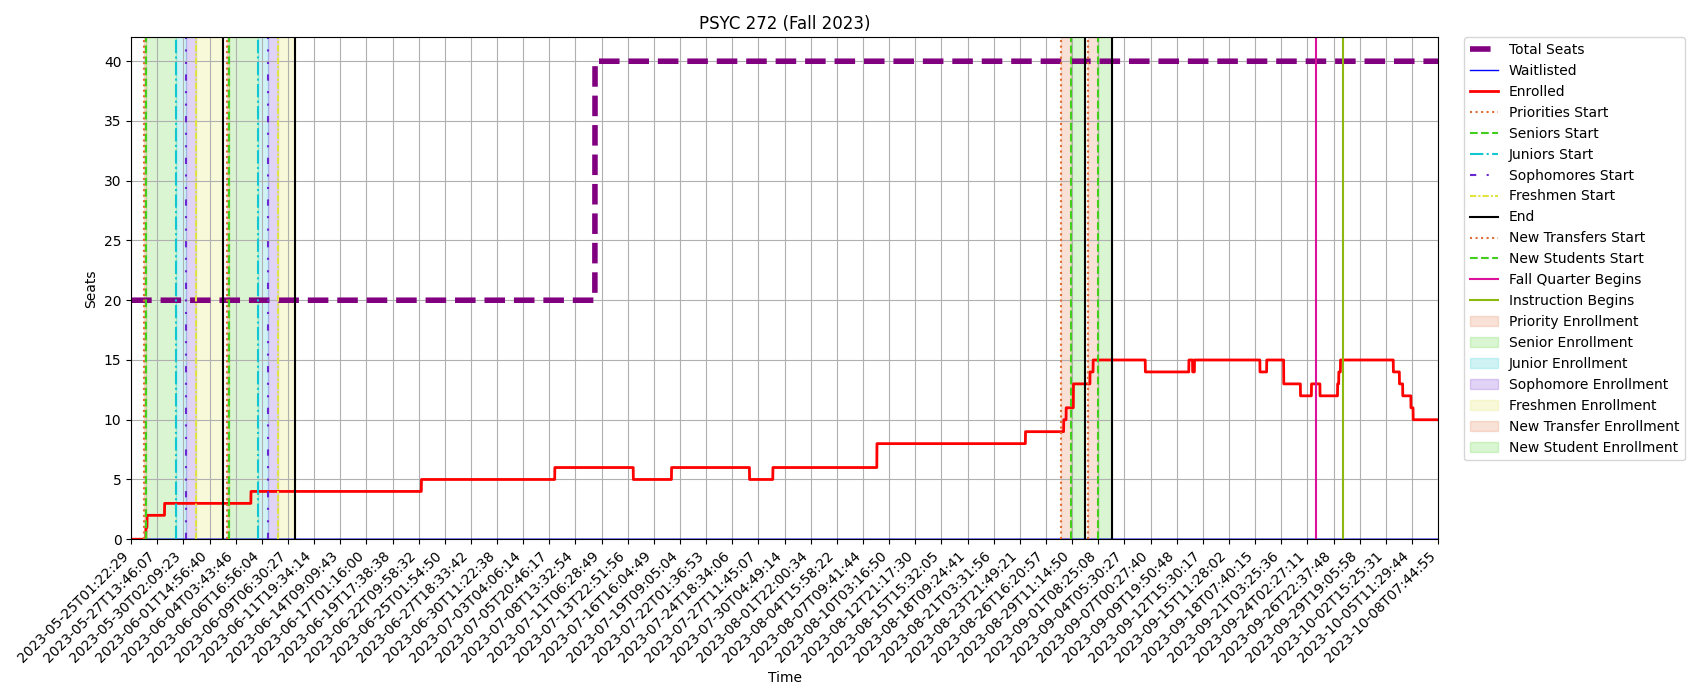 PSYC 272 (Fall 2023)
Seats
40
35
30
25
20
15
10
5
0
2023-05-25T01:22:29
2023-05-27T13:46:07
2023-05-30T02:09:23
2023-06-01T14:56:40
2023-06-04T03:43:46
2023-06-06T16:56:04
2023-06-09T06:30:27
2023-06-11T19:34:14
2023-06-14T09:09:43
2023-06-17T01:16:00
2023-06-19T17:38:38
2023-06-22T09:58:32
2023-06-25T01:54:50
2023-06-27T18:33:42
2023-06-30T11:22:38
2023-07-03T04:06:14
2023-07-05T20:46:17
2023-07-08T13:32:54
2023-07-11T06:28:49
2023-07-13T22:51:56
2023-07-16T16:04:49
2023-07-19T09:05:04
2023-07-22T01:36:53
2023-07-24T18:34:06
2023-07-27T11:45:07
2023-07-30T04:49:14
2023-08-01T22:00:34
2023-08-04T15:58:22
2023-08-07T09:41:44
2023-08-10T03:16:50
2023-08-12T21:17:30
2023-08-15T15:32:05
2023-08-18T09:24:41
2023-08-21T03:31:56
2023-08-23T21:49:21
2023-08-26T16:20:57
2023-08-29T11:14:50
2023-09-01T08:25:08
2023-09-04T05:30:27
2023-09-07T00:27:40
2023-09-09T19:50:48
2023-09-12T15:30:17
2023-09-15T11:28:02
2023-09-18T07:40:15
2023-09-21T03:25:36
2023-09-24T02:27:11
2023-09-26T22:37:48
2023-09-29T19:05:58
2023-10-02T15:25:31
2023-10-05T11:29:44
2023-10-08T07:44:55
Time
Total Seats
Waitlisted
Enrolled
Priorities Start
Seniors Start
Juniors Start
Sophomores Start
Freshmen Start
End
New Transfers Start
New Students Start
Fall Quarter Begins
Instruction Begins
Priority Enrollment
Senior Enrollment
Junior Enrollment
Sophomore Enrollment
Freshmen Enrollment
New Transfer Enrollment
New Student Enrollment